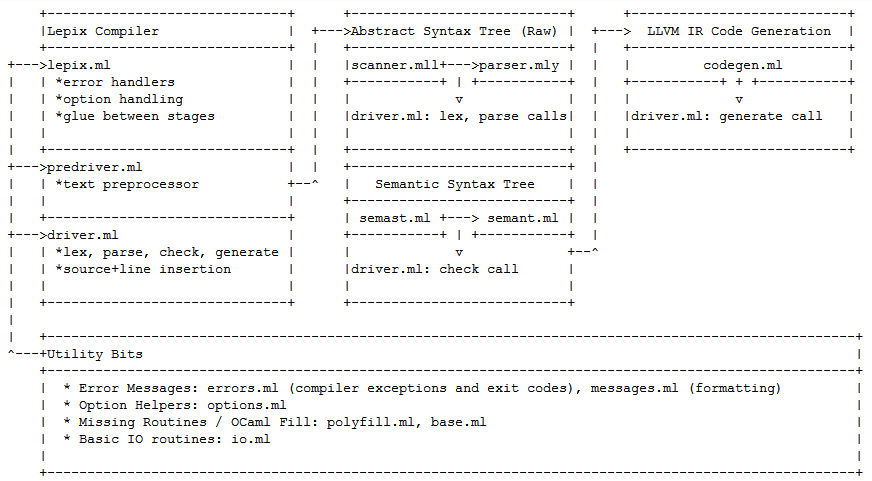 Lepix Compiler
lepix.ml
*error handlers
*option handling
*glue between stages
predriver.ml
*text preprocessor
driver.ml
*lex, parse, check, generate
*source+line insertion
Abstract Syntax Tree (Raw)
scanner.mll+--->parser.mly
v
driver.ml: lex, parse calls
Semantic Syntax Tree
semast.ml +---> semant.ml
v
driver.ml: check call
LLVM IR Code Generation
codegen.ml
v
driver.ml: generate call
Utility Bits
* Error Messages: errors.ml (compiler exceptions and exit codes), messages.ml (formatting)
* Option Helpers: options.ml
* Missing Routines / OCaml Fill: polyfill.ml, base.ml
* Basic IO routines: io.ml